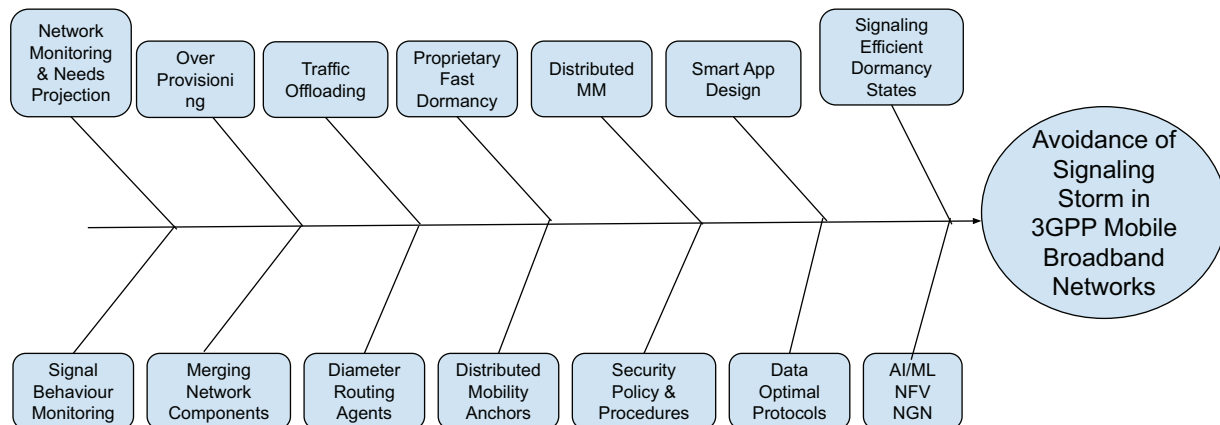 Network
Monitoring
& Needs
Projection
Over
Provisioni
ng
Traffic
Offloading
Proprietary
Fast
Dormancy
Distributed
MM
Smart App
Design
Signaling
Efficient
Dormancy
States
Avoidance of
Signaling
Storm in
3GPP Mobile
Broadband
Networks
Signal
Behaviour
Monitoring
Merging
Network
Components
Diameter
Routing
Agents
Distributed
Mobility
Anchors
Security
Policy &
Procedures
Data
Optimal
Protocols
AI/ML
NFV
NGN